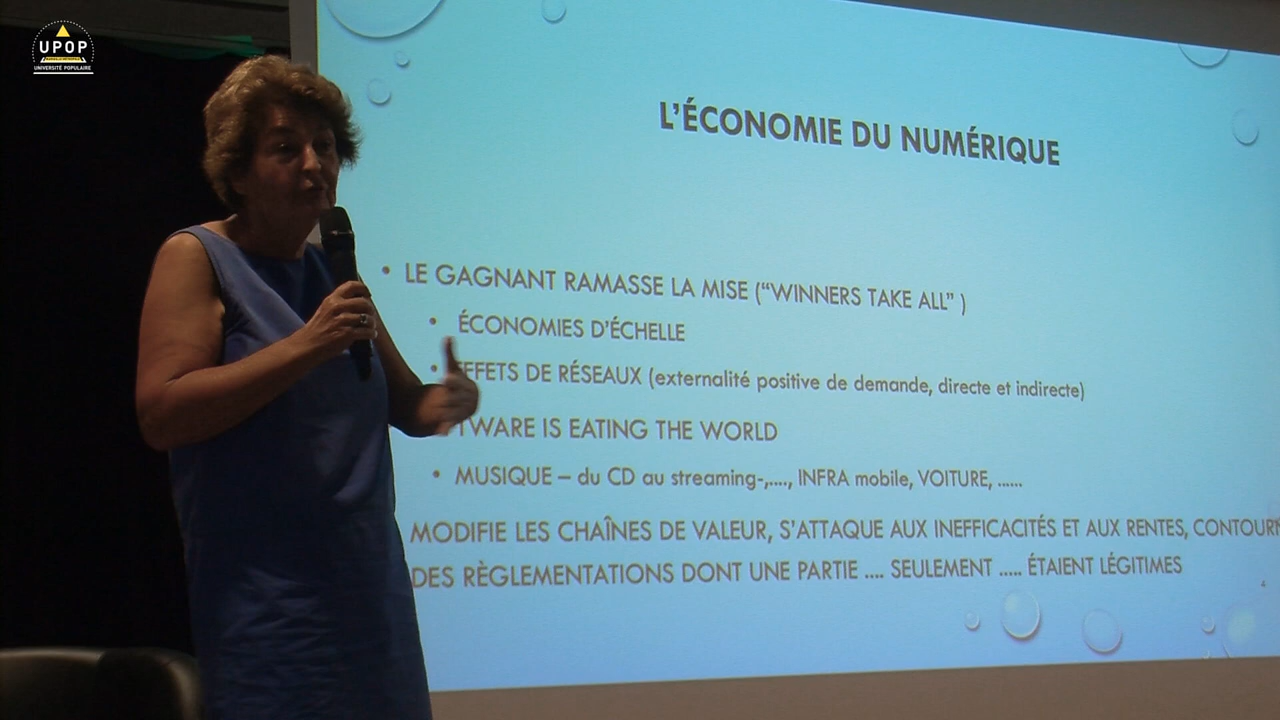 UPOP
UNIVERSITÉ POPULAIRE
L'ÉCONOMIE DU NUMÉRIQUE
• LE GAGNANT RAMASSE LA MISE (“WINNERS TAKE ALL” )
• ÉCONOMIES D'ÉCHELLE
• EFFETS DE RÉSEAUX (externalité positive de demande, directe et indirecte)
TWARE IS EATING THE WORLD
• MUSIQUE – du CD au streaming-,...., INFRA mobile, VOITURE, ......
MODIFIE LES CHAÎNES DE VALEUR, S'ATTAQUE AUX INEFFICACITÉS ET AUX RENTES, CONTOURN
DES RÈGLEMENTATIONS DONT UNE PARTIE .... SEULEMENT ..... ÉTAIENT LÉGITIMES
4